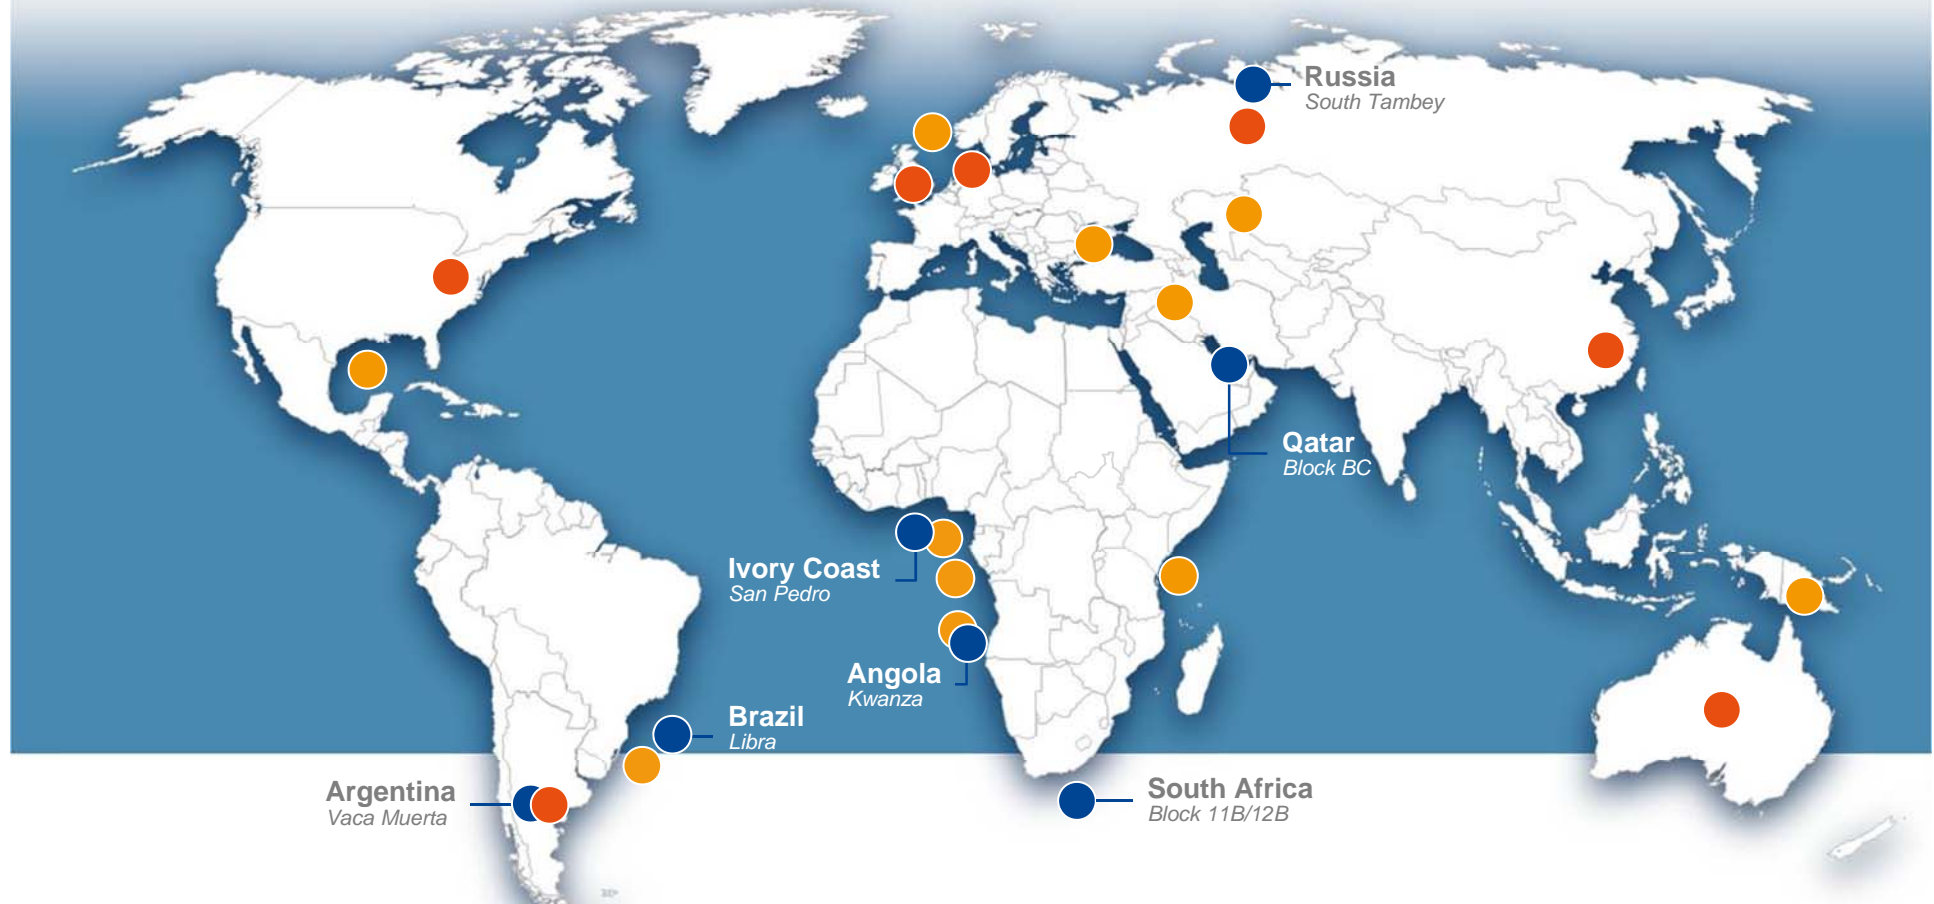 Russia
South Tambey
Qatar
Block BC
Ivory Coast
San Pedro
Angola
Kwanza
Brazil
Libra
Argentina
Vaca Muerta
South Africa
Block 11B/12B